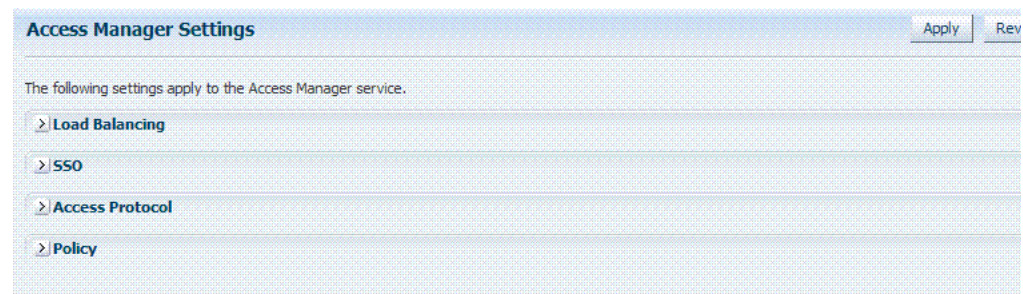 Access Manager Settings Apply Rev
The following settings apply to the Access Manager service.
Load Balancing
SSO
Access Protocol
Policy